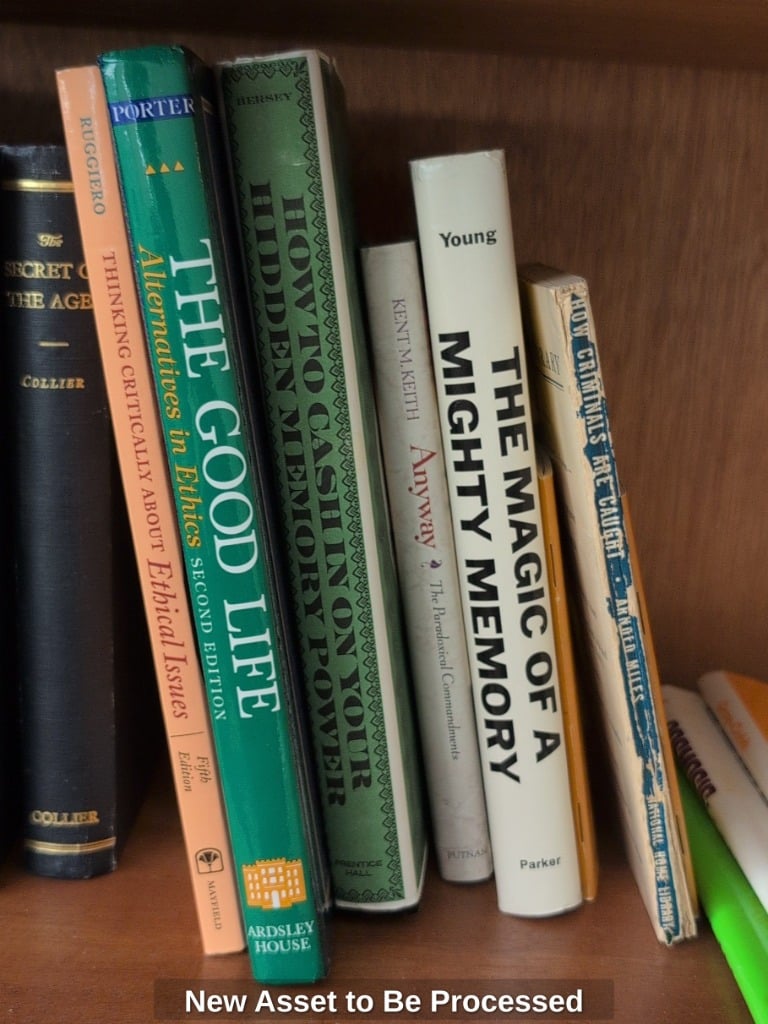 The
SECRET O
THE AGE
COLLIER
COLLIER
RUGGIERO
THINKING CRITICALLY ABOUT Ethical Issues
Fifth
Edition
MAYFIELD
PORTER
THE GOOD LIFE
Alternatives in Ethics SECOND EDITION
ARDSLEY
HOUSE
BERSEY
HOW TO CASH IN ON YOUR
HIDDEN MEMORY POWER
PRENTICE
HALL
KENT M. KEITH
Anyway
The Paradoxical Commandments
PUTNAM
Young
THE MAGIC OF A
MIGHTY MEMORY
Parker
HOW CRIMINALS ARE CAUGHT • ARNOLD MILES
NATIONAL HOME LIBRARY
New Asset to Be Processed